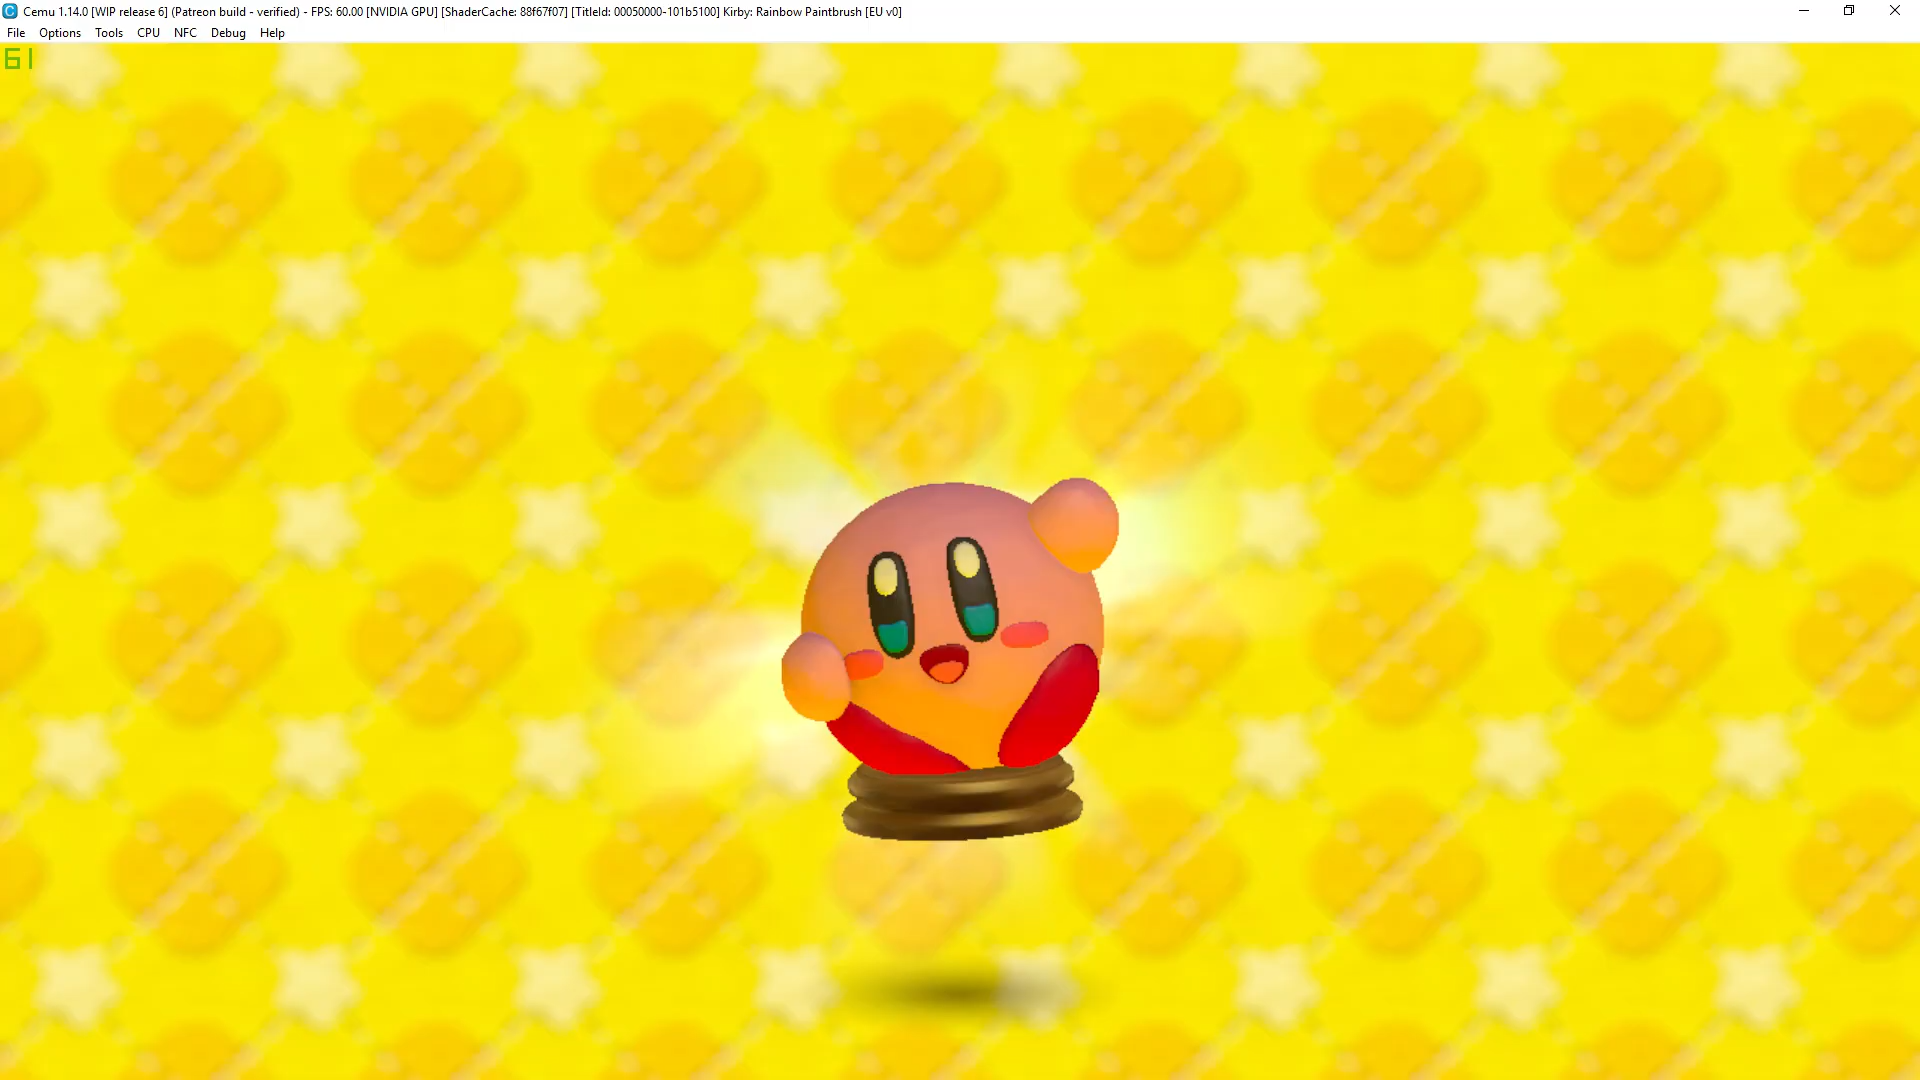 Cemu 1.14.0 [WIP release 6] (Patreon build - verified) - FPS: 60.00 [NVIDIA GPU] [ShaderCache: 88f67f07] [TitleId: 00050000-101b5100] Kirby: Rainbow Paintbrush [EU v0]
File Options Tools CPU NFC Debug Help
61